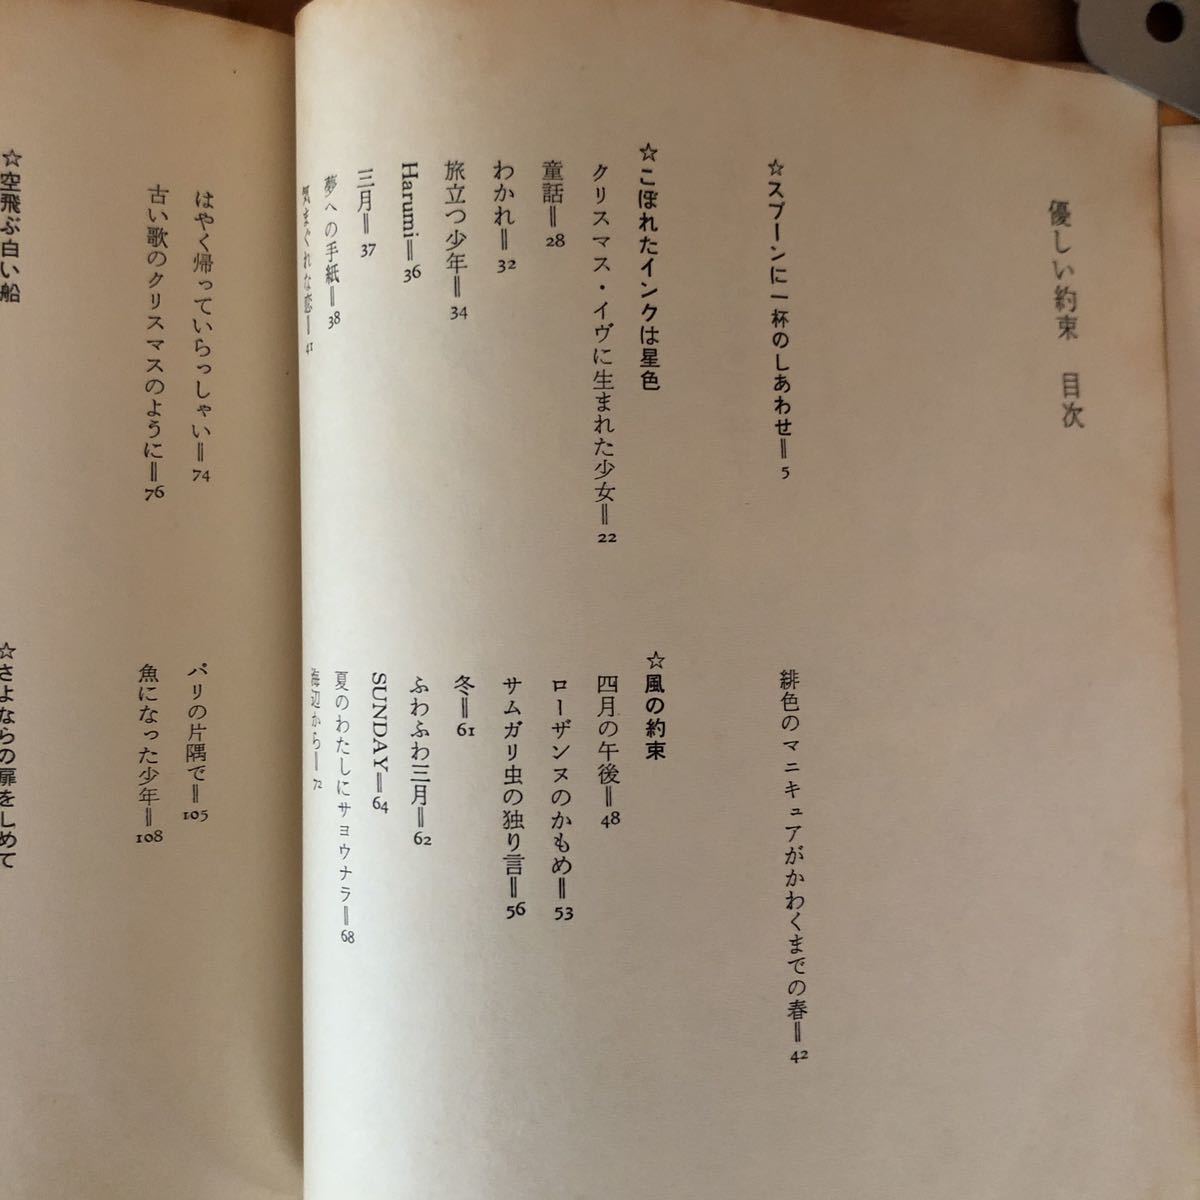 優しい約束　目次
☆スプーンに一杯のしあわせ‖5
☆こぼれたインクは星色
クリスマス・イヴに生まれた少女‖22
童話‖28
わかれ‖32
旅立つ少年‖34
Harumi‖36
三月‖37
夢への手紙‖38
気まぐれな恋‖41
緋色のマニキュアがかわくまでの春‖42
☆風の約束
四月の午後‖48
ローザンヌのかもめ‖53
サムガリ虫の独り言‖56
冬‖61
ふわふわ三月‖62
SUNDAY‖64
夏のわたしにサヨウナラ‖68
海辺から‖72
はやく帰っていらっしゃい‖74
古い歌のクリスマスのように‖76
☆空飛ぶ白い船
パリの片隅で‖105
魚になった少年‖108
☆さよならの扉をしめて